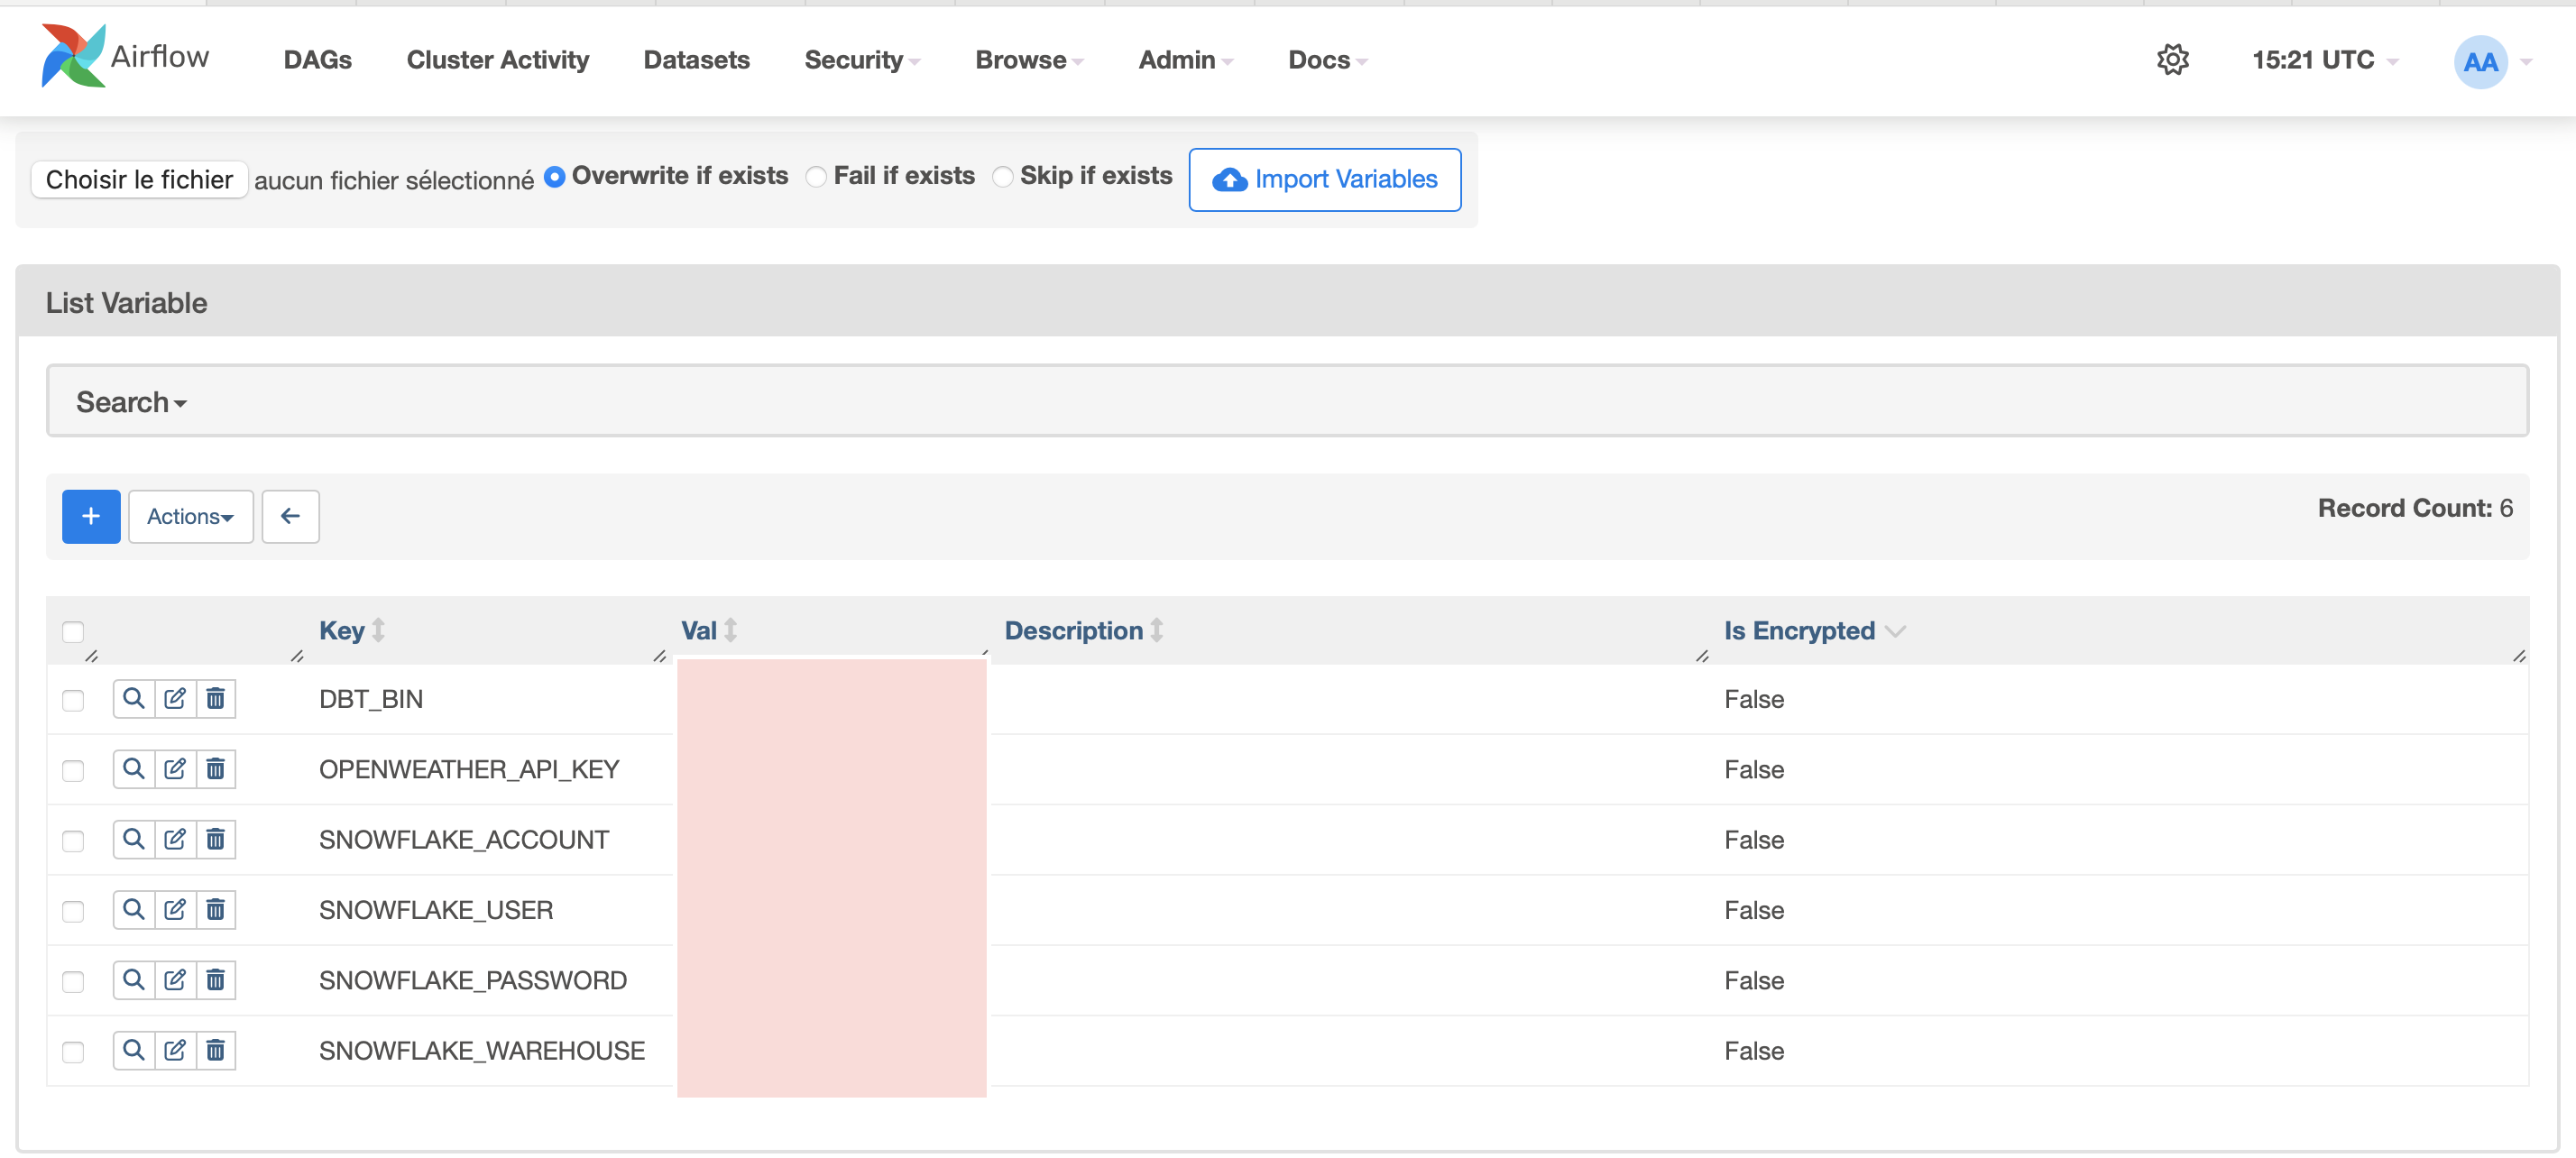 Airflow DAGs Cluster Activity Datasets Security Browse Admin Docs 15:21 UTC AA
Choisir le fichier aucun fichier sélectionné Overwrite if exists Fail if exists Skip if exists Import Variables
List Variable
Search
+ Actions Record Count: 6
Key Val Description Is Encrypted
DBT_BIN False
OPENWEATHER_API_KEY False
SNOWFLAKE_ACCOUNT False
SNOWFLAKE_USER False
SNOWFLAKE_PASSWORD False
SNOWFLAKE_WAREHOUSE False